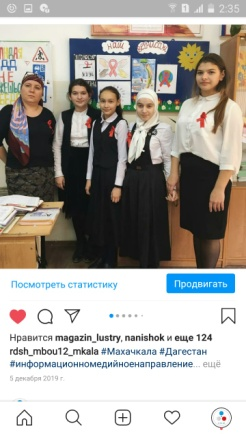 2:35
Посмотреть статистику
Продвигать
Нравится magazin_lustry, nanishok и еще 124
rdsh_mbou12_mkala #Махачкала #Дагестан
#информационномедийноенаправление... ещё
5 декабря 2019 г.